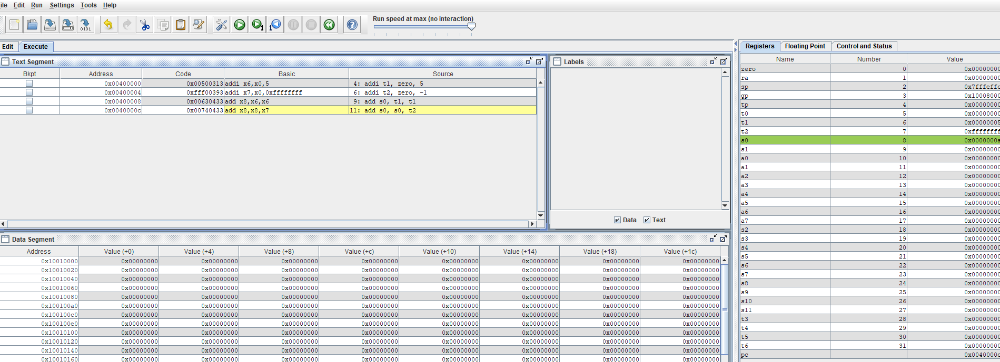 ile Edit Run Settings Tools Help
Run speed at max (no interaction)
0101 1 1
Edit Execute
Text Segment
Bkpt Address Code Basic Source
0x00400000 0x00500313 addi x6,x0,5 4: addi t1, zero, 5
0x00400004 0xfff00393 addi x7,x0,0xffffffff 6: addi t2, zero, -1
0x00400008 0x00630433 add x8,x6,x6 9: add s0, t1, t1
0x0040000c 0x00740433 add x8,x8,x7 11: add s0, s0, t2
Labels
Data Text
Data Segment
Address Value (+0) Value (+4) Value (+8) Value (+c) Value (+10) Value (+14) Value (+18) Value (+1c)
0x10010000 0x00000000 0x00000000 0x00000000 0x00000000 0x00000000 0x00000000 0x00000000 0x00000000
0x10010020 0x00000000 0x00000000 0x00000000 0x00000000 0x00000000 0x00000000 0x00000000 0x00000000
0x10010040 0x00000000 0x00000000 0x00000000 0x00000000 0x00000000 0x00000000 0x00000000 0x00000000
0x10010060 0x00000000 0x00000000 0x00000000 0x00000000 0x00000000 0x00000000 0x00000000 0x00000000
0x10010080 0x00000000 0x00000000 0x00000000 0x00000000 0x00000000 0x00000000 0x00000000 0x00000000
0x100100a0 0x00000000 0x00000000 0x00000000 0x00000000 0x00000000 0x00000000 0x00000000 0x00000000
0x100100c0 0x00000000 0x00000000 0x00000000 0x00000000 0x00000000 0x00000000 0x00000000 0x00000000
0x100100e0 0x00000000 0x00000000 0x00000000 0x00000000 0x00000000 0x00000000 0x00000000 0x00000000
0x10010100 0x00000000 0x00000000 0x00000000 0x00000000 0x00000000 0x00000000 0x00000000 0x00000000
0x10010120 0x00000000 0x00000000 0x00000000 0x00000000 0x00000000 0x00000000 0x00000000 0x00000000
0x10010140 0x00000000 0x00000000 0x00000000 0x00000000 0x00000000 0x00000000 0x00000000 0x00000000
0x10010160 0x00000000 0x00000000 0x00000000 0x00000000 0x00000000 0x00000000 0x00000000 0x00000000
Registers Floating Point Control and Status
Name Number Value
zero 0 0x0000000
ra 1 0x0000000
sp 2 0x7fffeffc
gp 3 0x1000800
tp 4 0x0000000
t0 5 0x0000000
t1 6 0x00000005
t2 7 0xffffffff
s0 8 0x0000000a
s1 9 0x0000000
a0 10 0x0000000
a1 11 0x0000000
a2 12 0x0000000
a3 13 0x0000000
a4 14 0x0000000
a5 15 0x0000000
a6 16 0x0000000
a7 17 0x0000000
s2 18 0x0000000
s3 19 0x0000000
s4 20 0x0000000
s5 21 0x0000000
s6 22 0x0000000
s7 23 0x0000000
s8 24 0x0000000
s9 25 0x0000000
s10 26 0x0000000
s11 27 0x0000000
t3 28 0x0000000
t4 29 0x0000000
t5 30 0x0000000
t6 31 0x0000000
pc 0x0040000c